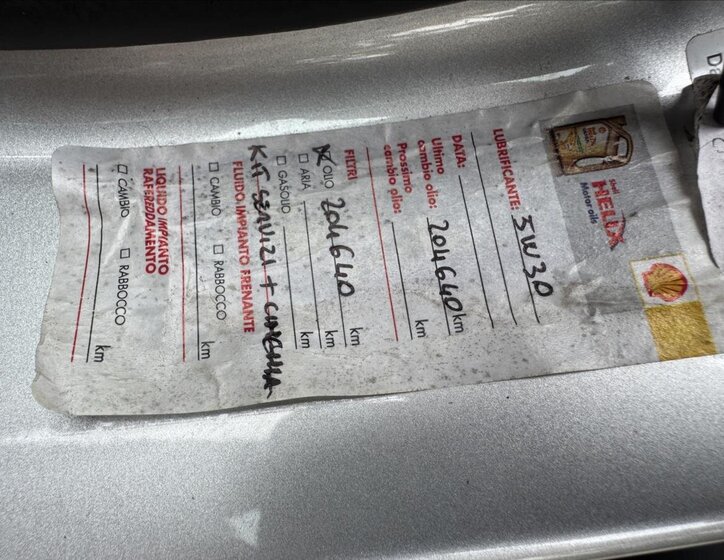 Shell
HELIX
Motor oils
LUBRIFICANTE: 5W30
DATA:
Ultimo
cambio olio: 204640 km
Prossimo
cambio olio: km
FILTRI
OLIO 204640 km
ARIA km
GASOLIO km
KIT SERVIZI + CINGHIA
FLUIDO IMPIANTO FRENANTE
CAMBIO RABBOCCO
km
LIQUIDO IMPIANTO
RAFFREDDAMENTO
CAMBIO RABBOCCO
km